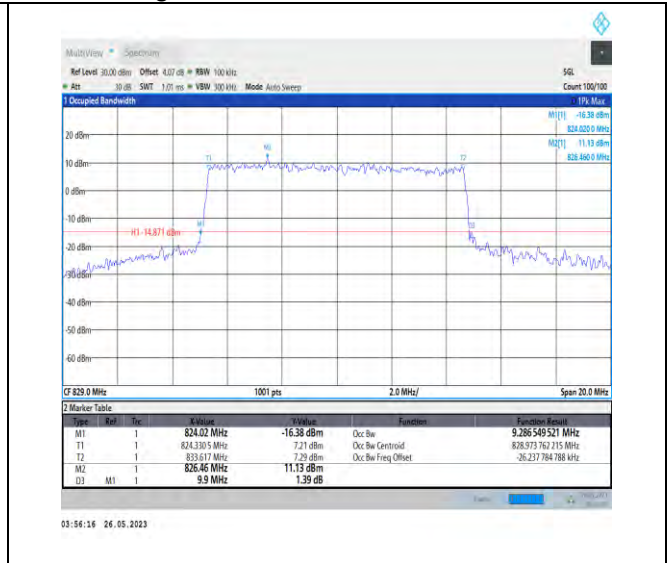 MultiView Spectrum
Ref Level 30.00 dBm Offset 4.07 dB RBW 100 kHz SGL
Att 30 dB SWT 1.01 ms VBW 300 kHz Mode Auto Sweep Count 100/100
1 Occupied Bandwidth 1Pk Max
M1[1] -16.38 dBm
824.020 0 MHz
20 dBm
M2[1] 11.13 dBm
826.460 0 MHz
M2
T1 T2
10 dBm
0 dBm
-10 dBm
M1
D3
H1 -14.871 dBm
-20 dBm
-30 dBm
-40 dBm
-50 dBm
-60 dBm
CF 829.0 MHz 1001 pts 2.0 MHz/ Span 20.0 MHz
2 Marker Table
Type Ref Trc X-Value Y-Value Function Function Result
M1 1 824.02 MHz -16.38 dBm Occ Bw 9.286 549 521 MHz
T1 1 824.330 5 MHz 7.21 dBm Occ Bw Centroid 828.973 762 215 MHz
T2 1 833.617 MHz 7.29 dBm Occ Bw Freq Offset -26.237 784 788 kHz
M2 1 826.46 MHz 11.13 dBm
D3 M1 1 9.9 MHz 1.39 dB
03:56:16 26.05.2023